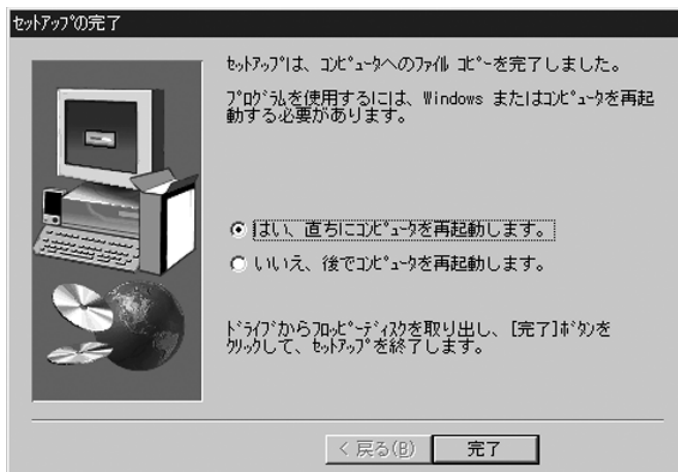 ｾｯﾄｱｯﾌﾟの完了
ｾｯﾄｱｯﾌﾟは、ｺﾝﾋﾟｭｰﾀへのﾌｧｲﾙ ｺﾋﾟｰを完了しました。
ﾌﾟﾛｸﾞﾗﾑを使用するには、Windows またはｺﾝﾋﾟｭｰﾀを再起
動する必要があります。
はい、直ちにｺﾝﾋﾟｭｰﾀを再起動します。
いいえ、後でｺﾝﾋﾟｭｰﾀを再起動します。
ﾄﾞﾗｲﾌﾞからﾌﾛｯﾋﾟｰﾃﾞｨｽｸを取り出し、[完了]ﾎﾞﾀﾝを
ｸﾘｯｸして、ｾｯﾄｱｯﾌﾟを終了します。
< 戻る(B) 完了